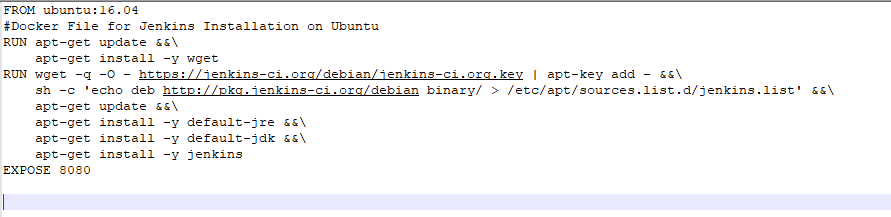 FROM ubuntu:16.04
#Docker File for Jenkins Installation on Ubuntu
RUN apt-get update &&\
    apt-get install -y wget
RUN wget -q -O - https://jenkins-ci.org/debian/jenkins-ci.org.key | apt-key add - &&\
    sh -c 'echo deb http://pkg.jenkins-ci.org/debian binary/ > /etc/apt/sources.list.d/jenkins.list' &&\
    apt-get update &&\
    apt-get install -y default-jre &&\
    apt-get install -y default-jdk &&\
    apt-get install -y jenkins
EXPOSE 8080